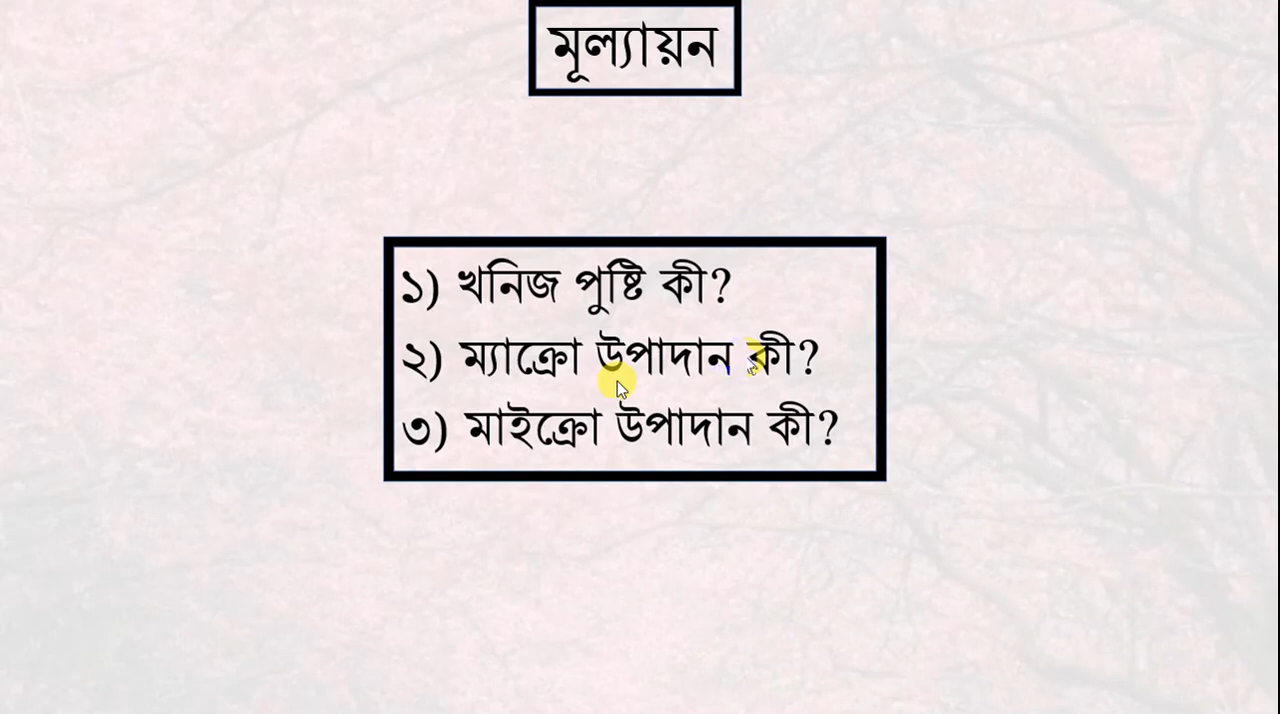 মূল্যায়ন
১) খনিজ পুষ্টি কী?
২) ম্যাক্রো উপাদান কী?
৩) মাইক্রো উপাদান কী?